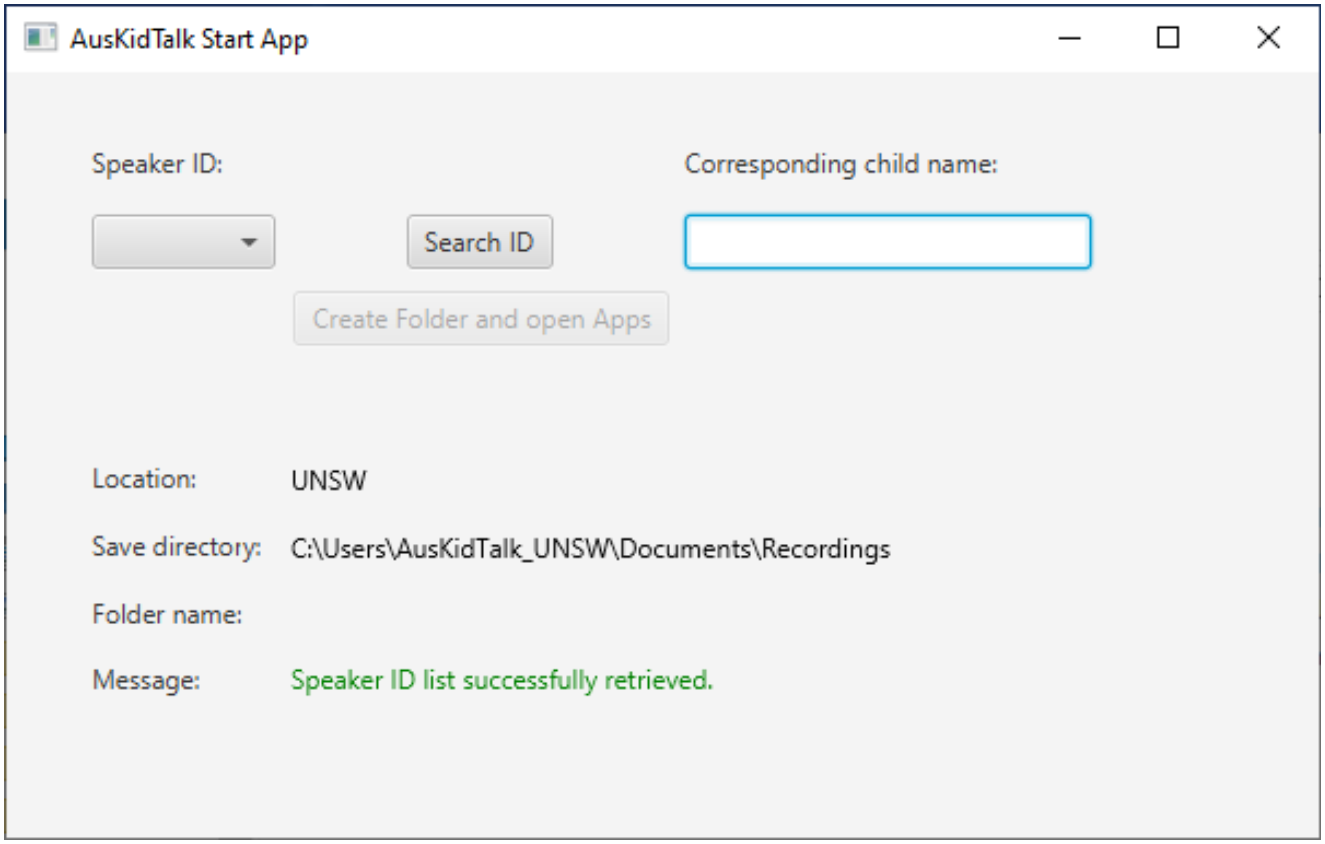 AusKidTalk Start App
Speaker ID:
Corresponding child name:
Search ID
Create Folder and open Apps
Location: UNSW
Save directory: C:\Users\AusKidTalk_UNSW\Documents\Recordings
Folder name:
Message: Speaker ID list successfully retrieved.